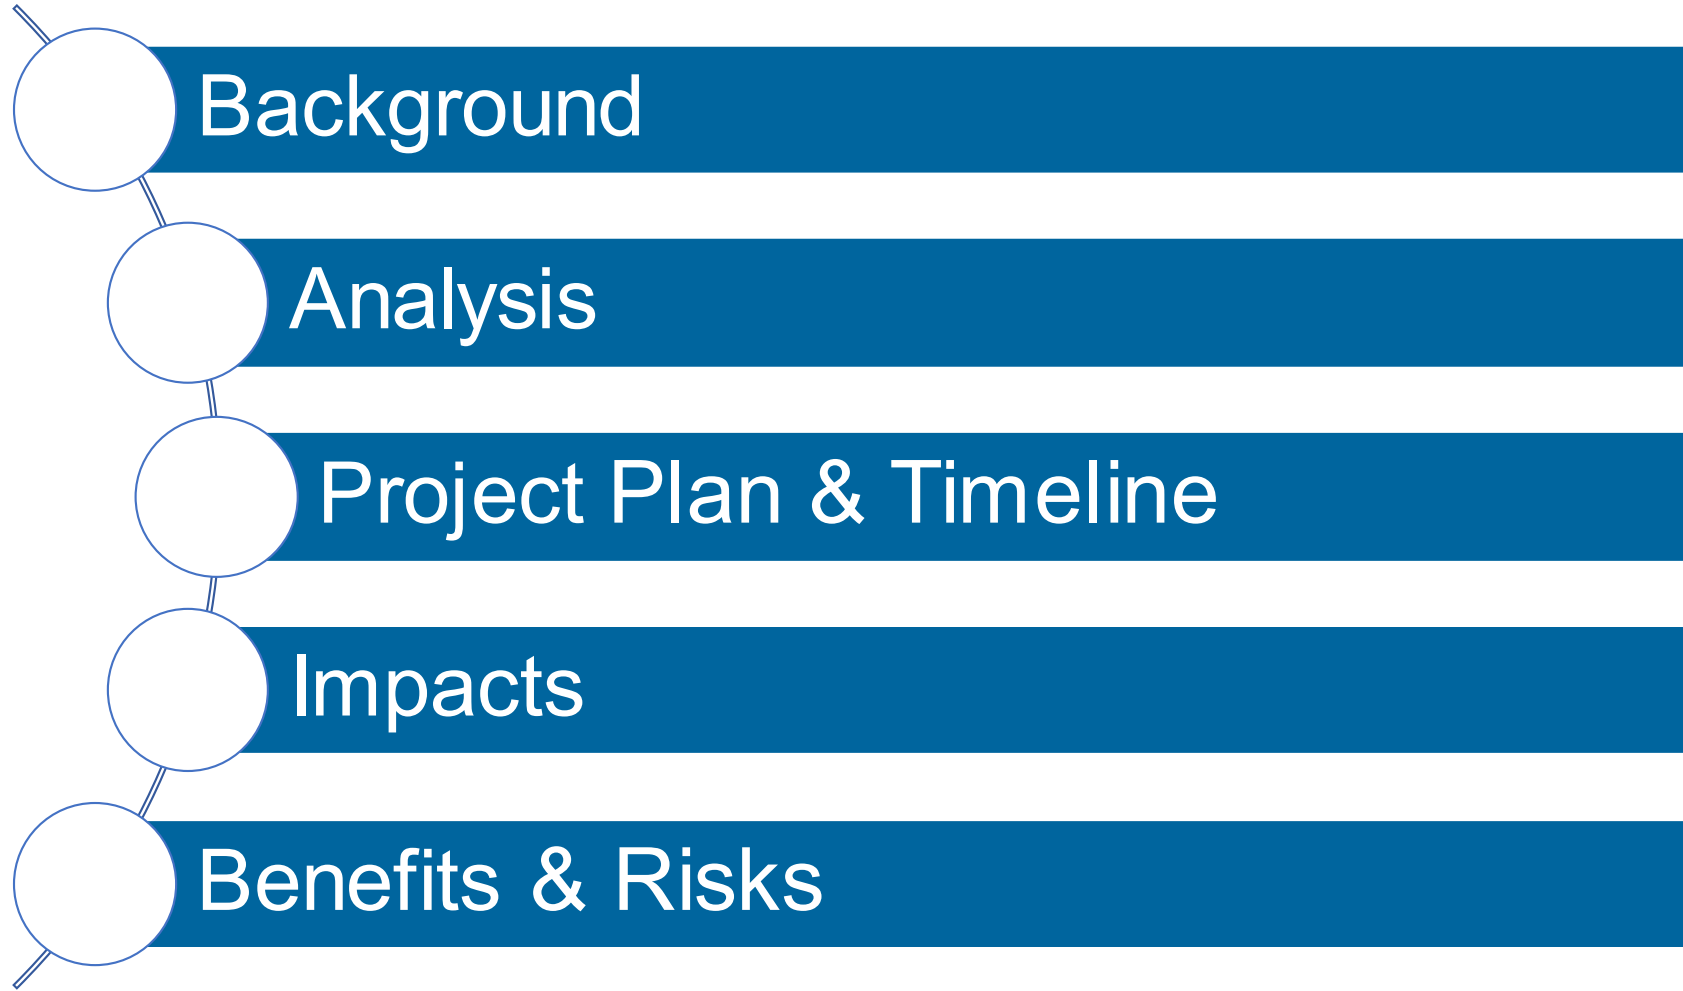 Background
Analysis
Project Plan & Timeline
Impacts
Benefits & Risks